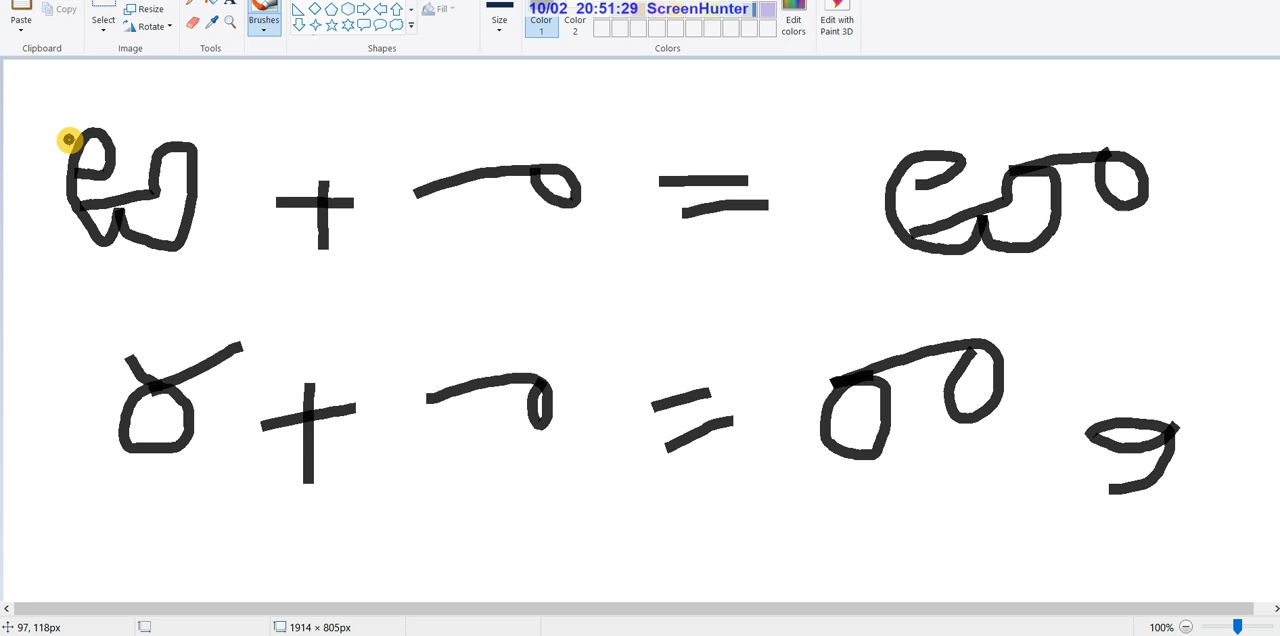 10/02 20:51:29 ScreenHunter
Paste Copy Resize Rotate Select Brushes Fill Size Color 1 Color 2 Edit colors Edit with Paint 3D
Clipboard Image Tools Shapes Colors
జ + ా = జా
ర + ా = రా
97, 118px 1914 × 805px 100%